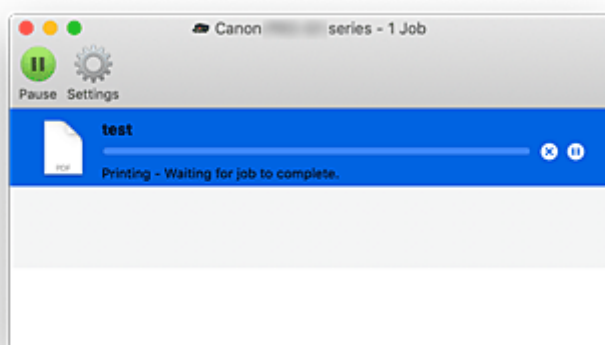 Canon series - 1 Job
Pause Settings
test
PDF
Printing - Waiting for job to complete.